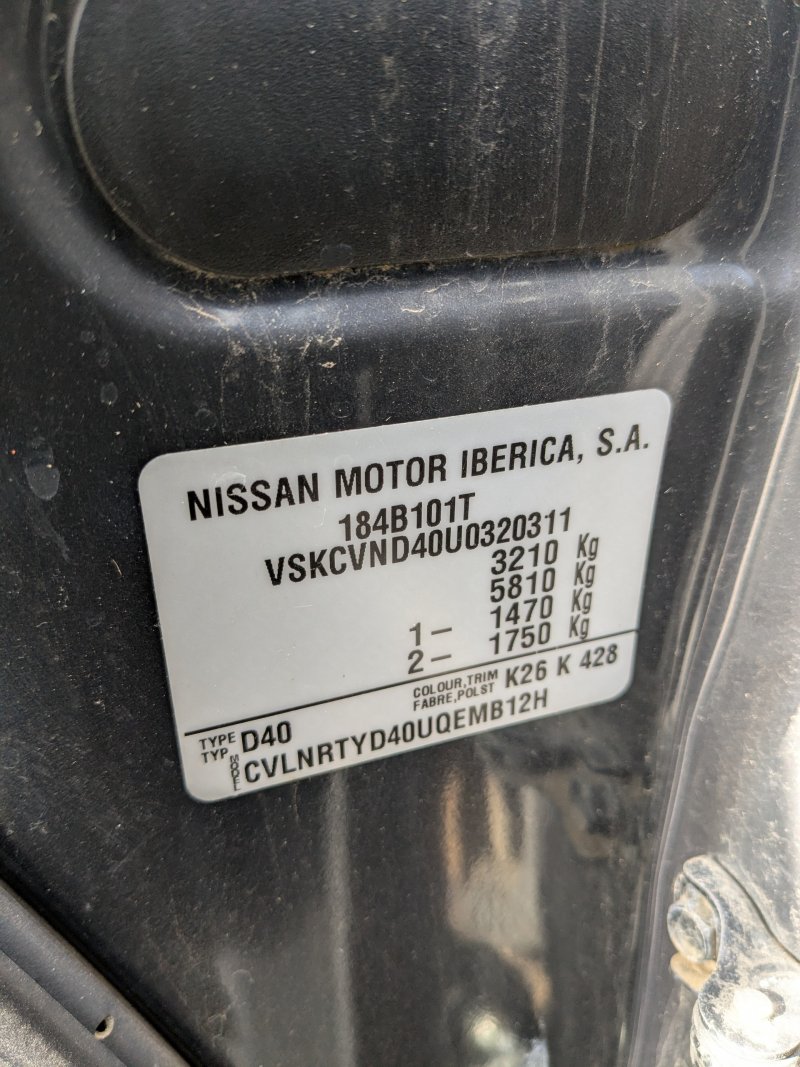 NISSAN MOTOR IBERICA, S.A.
184B101T
VSKCVND40U0320311
3210 Kg
5810 Kg
1 – 1470 Kg
2 – 1750 Kg
COLOUR,TRIM K26 K 428
FABRE,POLST
TYPE D40
TYP
MODEL CVLNRTYD40UQEMB12H